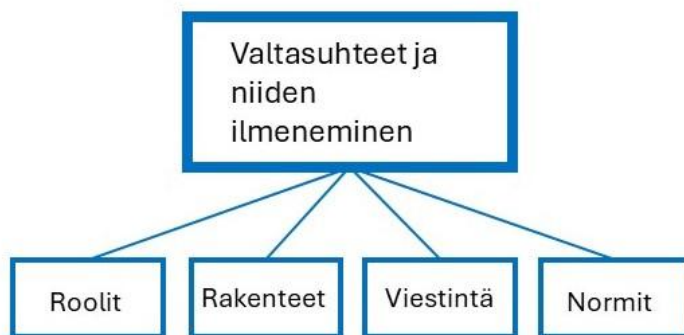 Valtasuhteet ja
niiden
ilmeneminen
Roolit
Rakenteet
Viestintä
Normit